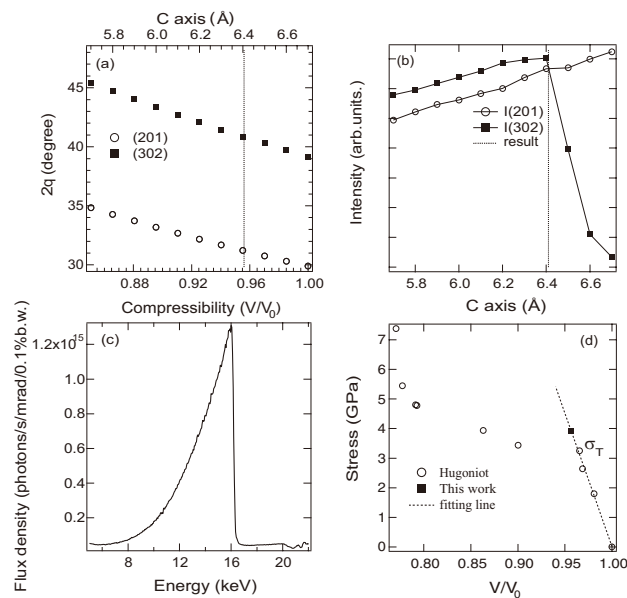 C axis (Å)
5.8 6.0 6.2 6.4 6.6
(a)
45
40
35
30
2q (degree)
(201)
(302)
0.88 0.92 0.96 1.00
Compressibility (V/V0)
(b)
Intensity (arb.units.)
I(201)
I(302)
result
5.8 6.0 6.2 6.4 6.6
C axis (Å)
(c)
Flux density (photons/s/mrad/0.1%b.w.)
1.2x10^15
1.0
0.8
0.6
0.4
0.2
8 12 16 20
Energy (keV)
(d)
Stress (GPa)
7
6
5
4
3
2
1
0
σT
Hugoniot
This work
fitting line
0.80 0.85 0.90 0.95 1.00
V/V0